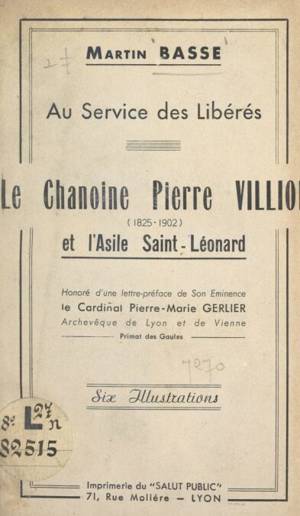 MARTIN BASSE
Au Service des Libérés
Le Chanoine Pierre VILLIO
(1825-1902)
et l'Asile Saint-Léonard
Honoré d'une lettre-préface de Son Eminence
le Cardinal Pierre-Marie GERLIER
Archevêque de Lyon et de Vienne
Primat des Gaules
7270
Six Illustrations
8° L27n
82515
Imprimerie du "SALUT PUBLIC"
71, Rue Molière — LYON